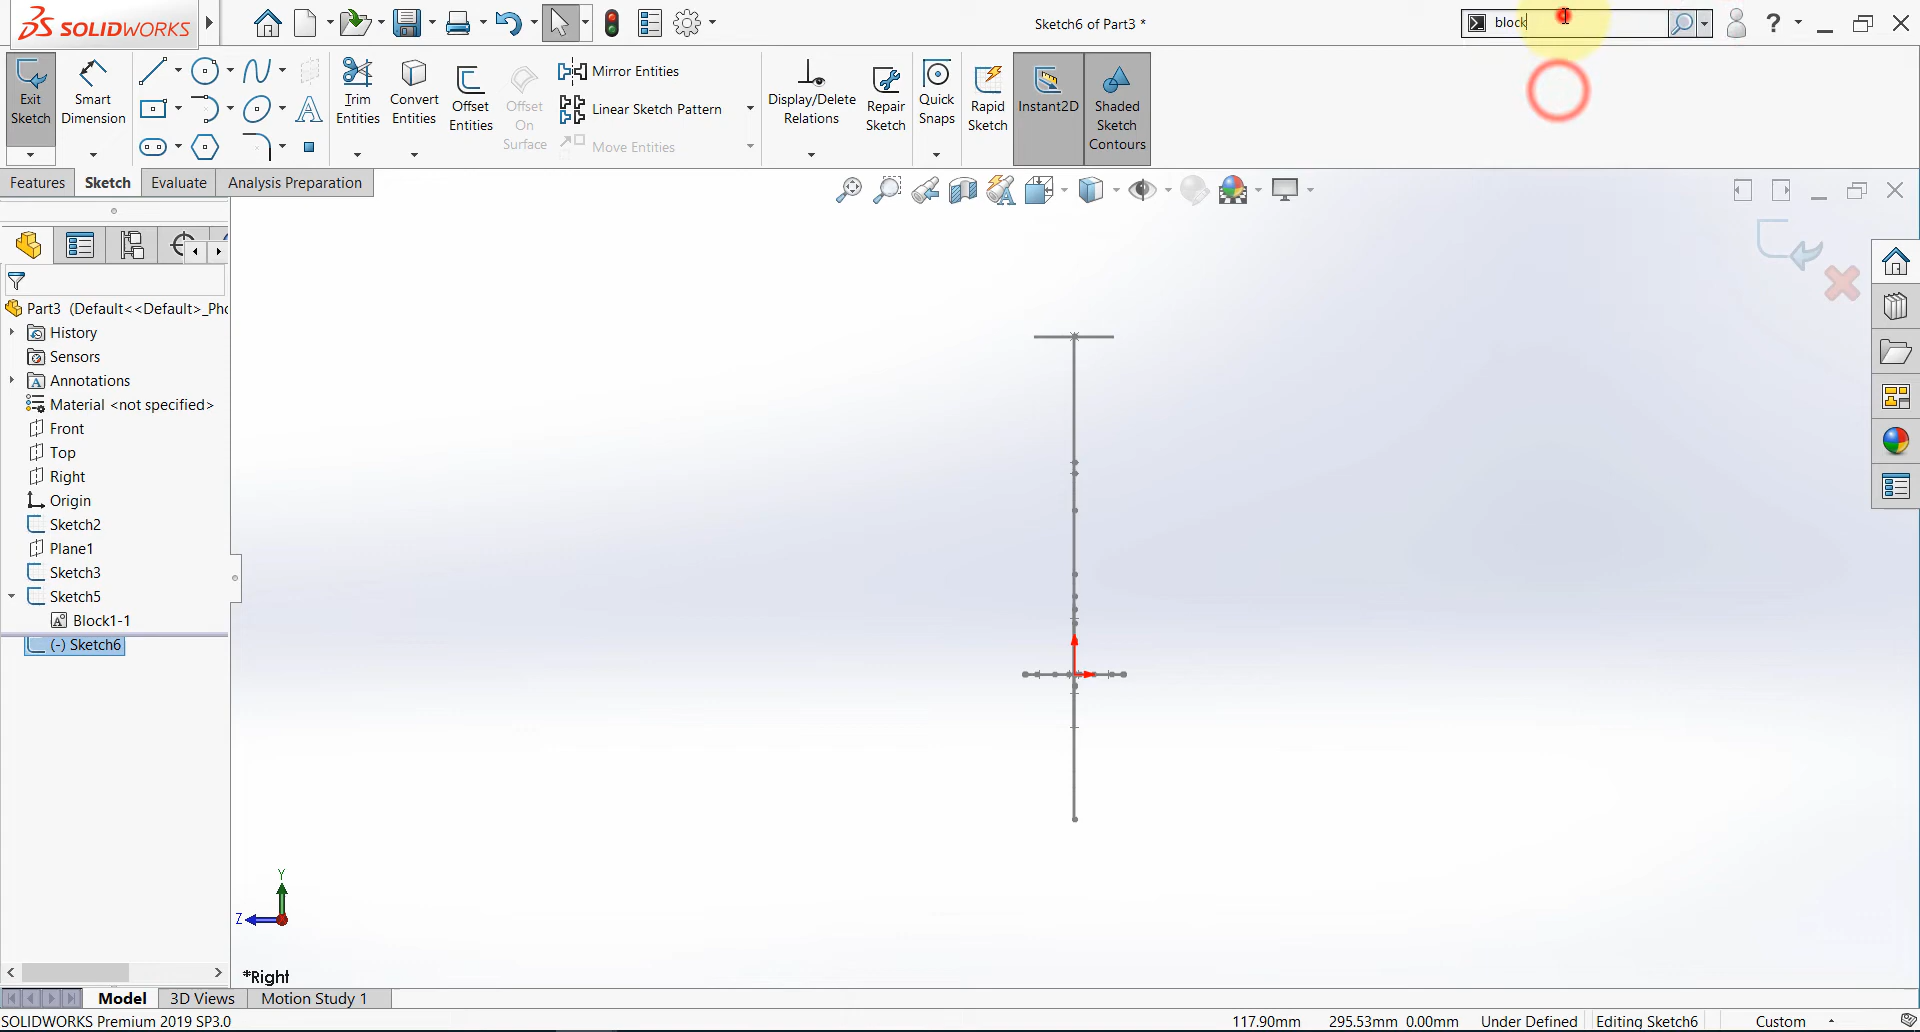 SOLIDWORKS
Sketch6 of Part3 *
block
?
Exit Sketch
Smart Dimension
Trim Entities
Convert Entities
Offset Entities
Offset On Surface
Mirror Entities
Linear Sketch Pattern
Move Entities
Display/Delete Relations
Repair Sketch
Quick Snaps
Rapid Sketch
Instant2D
Shaded Sketch Contours
Features
Sketch
Evaluate
Analysis Preparation
Part3 (Default<<Default>_Pho
History
Sensors
Annotations
Material <not specified>
Front
Top
Right
Origin
Sketch2
Plane1
Sketch3
Sketch5
Block1-1
(-) Sketch6
Y
Z
*Right
Model
3D Views
Motion Study 1
SOLIDWORKS Premium 2019 SP3.0
117.90mm
295.53mm
0.00mm
Under Defined
Editing Sketch6
Custom